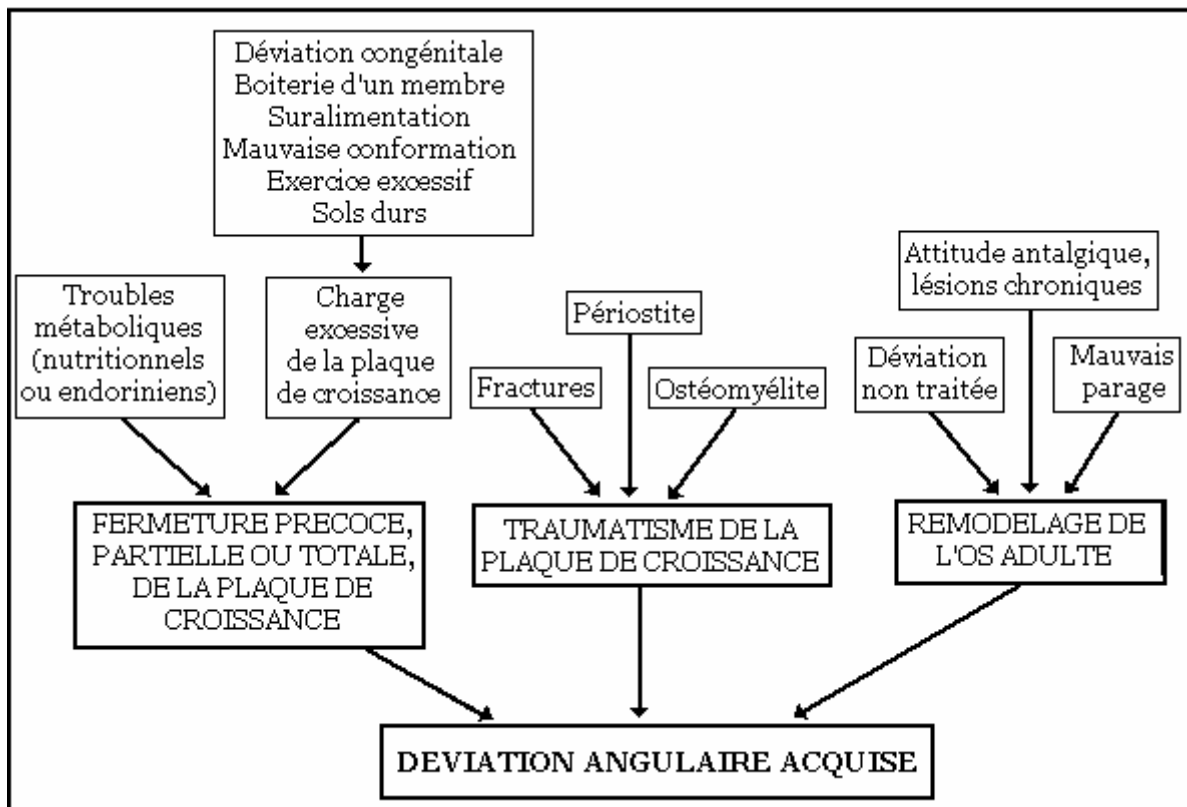 Déviation congénitale
Boiterie d'un membre
Suralimentation
Mauvaise conformation
Exercice excessif
Sols durs
Troubles
métaboliques
(nutritionnels
ou endoriniens)
Charge
excessive
de la plaque
de croissance
Périostite
Fractures
Ostéomyélite
Attitude antalgique,
lésions chroniques
Déviation
non traitée
Mauvais
parage
FERMETURE PRECOCE,
PARTIELLE OU TOTALE,
DE LA PLAQUE DE
CROISSANCE
TRAUMATISME DE LA
PLAQUE DE CROISSANCE
REMODELAGE DE
L'OS ADULTE
DEVIATION ANGULAIRE ACQUISE